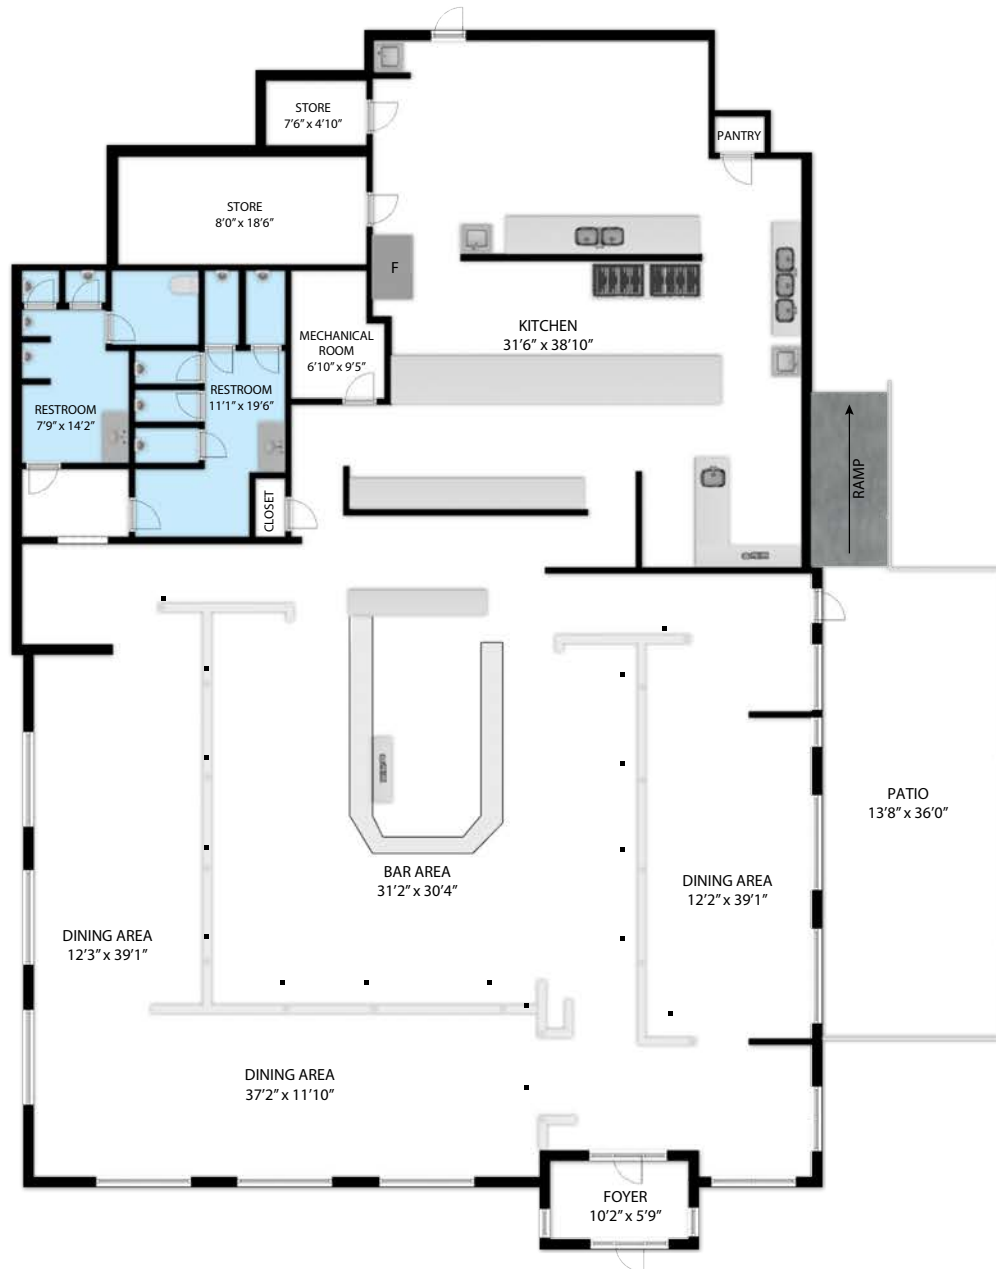 STORE
7'6" x 4'10"
PANTRY
STORE
8'0" x 18'6"
F
KITCHEN
31'6" x 38'10"
MECHANICAL
ROOM
6'10" x 9'5"
RESTROOM
11'1" x 19'6"
RESTROOM
7'9" x 14'2"
CLOSET
RAMP
PATIO
13'8" x 36'0"
BAR AREA
31'2" x 30'4"
DINING AREA
12'2" x 39'1"
DINING AREA
12'3" x 39'1"
DINING AREA
37'2" x 11'10"
FOYER
10'2" x 5'9"